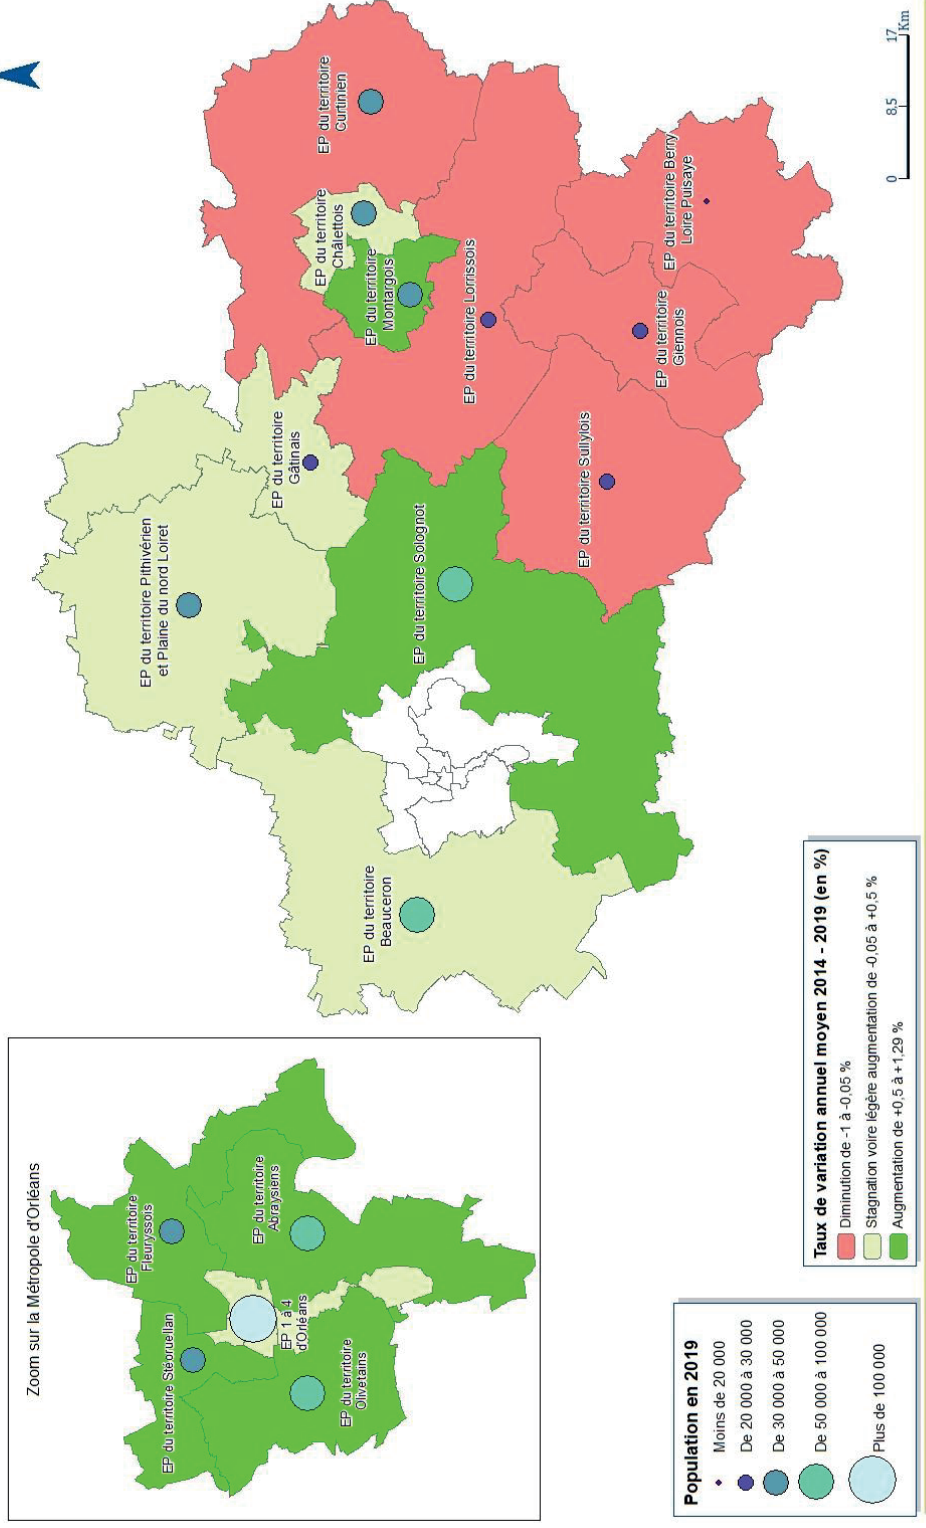 Zoom sur la Métropole d'Orléans
EP du territoire Stéoruellan
EP du territoire
Fleuryssois
EP du territoire
Abraysiens
EP 1 à 4
d'Orléans
EP du territoire
Olivetains
EP du territoire
Beauceron
EP du territoire Pithivérien
et Plaine du nord Loiret
EP du territoire Solognot
EP du territoire
Gâtinais
EP du territoire
Châlettois
EP du territoire
Montargois
EP du territoire
Curtinien
EP du territoire Lorrissois
EP du territoire Sullylois
EP du territoire
Giennois
EP du territoire Berry
Loire Puisaye
Population en 2019
Moins de 20 000
De 20 000 à 30 000
De 30 000 à 50 000
De 50 000 à 100 000
Plus de 100 000
Taux de variation annuel moyen 2014 - 2019 (en %)
Diminution de -1 à -0,05 %
Stagnation voire légère augmentation de -0,05 à +0,5 %
Augmentation de +0,5 à +1,29 %
0 8,5 17
Km